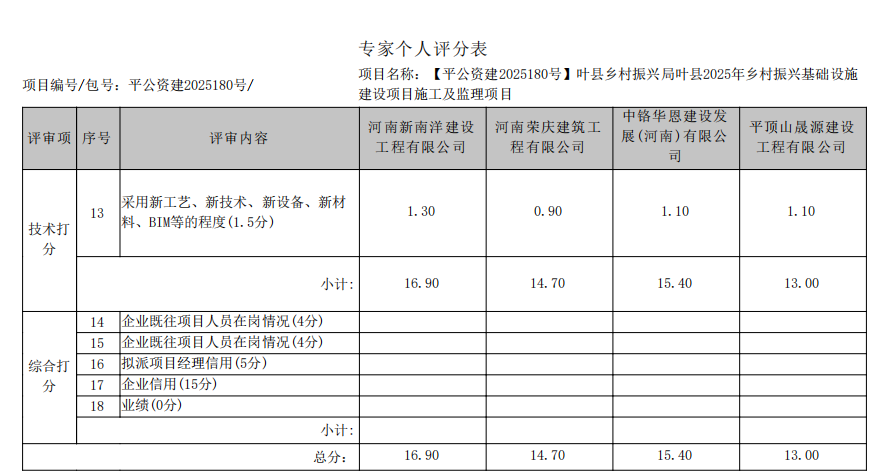 专家个人评分表
项目编号/包号: 平公资建2025180号/
项目名称: 【平公资建2025180号】叶县乡村振兴局叶县2025年乡村振兴基础设施
建设项目施工及监理项目
评审项 序号 评审内容 河南新南洋建设工程有限公司 河南荣庆建筑工程有限公司 中铬华恩建设发展(河南)有限公司 平顶山晟源建设工程有限公司
技术打分
13 采用新工艺、新技术、新设备、新材料、BIM等的程度(1.5分) 1.30 0.90 1.10 1.10
小计: 16.90 14.70 15.40 13.00
综合打分
14 企业既往项目人员在岗情况(4分)
15 企业既往项目人员在岗情况(4分)
16 拟派项目经理信用(5分)
17 企业信用(15分)
18 业绩(0分)
小计:
总分: 16.90 14.70 15.40 13.00